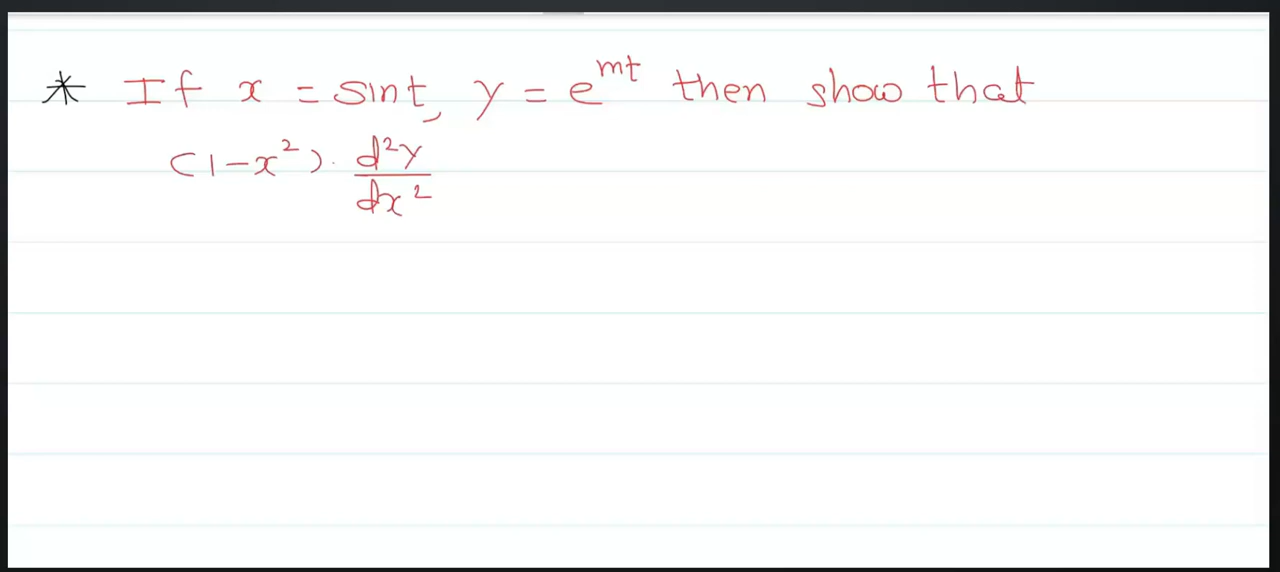 * If x = sint, y = e^mt then show that
(1-x²). d²y/dx²